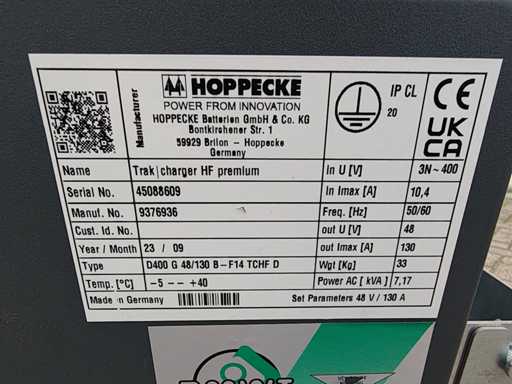 Manufacturer
HOPPECKE
POWER FROM INNOVATION
HOPPECKE Batterien GmbH & Co. KG
Bontkirchener Str. 1
59929 Brilon - Hoppecke
Germany
IP CL
20
CE
UK
CA
Name Trak|charger HF premium In U [V] 3N~400
Serial No. 45088609 In Imax [A] 10,4
Manuf. No. 9376936 Freq. [Hz] 50/60
Cust. Id. No. out U [V] 48
Year / Month 23 / 09 out Imax [A] 130
Type D400 G 48/130 B-F14 TCHF D Wgt [Kg] 33
Temp. [°C] -5 -- +40 Power AC [ kVA ] 7,17
Made in Germany Set Parameters 48 V / 130 A